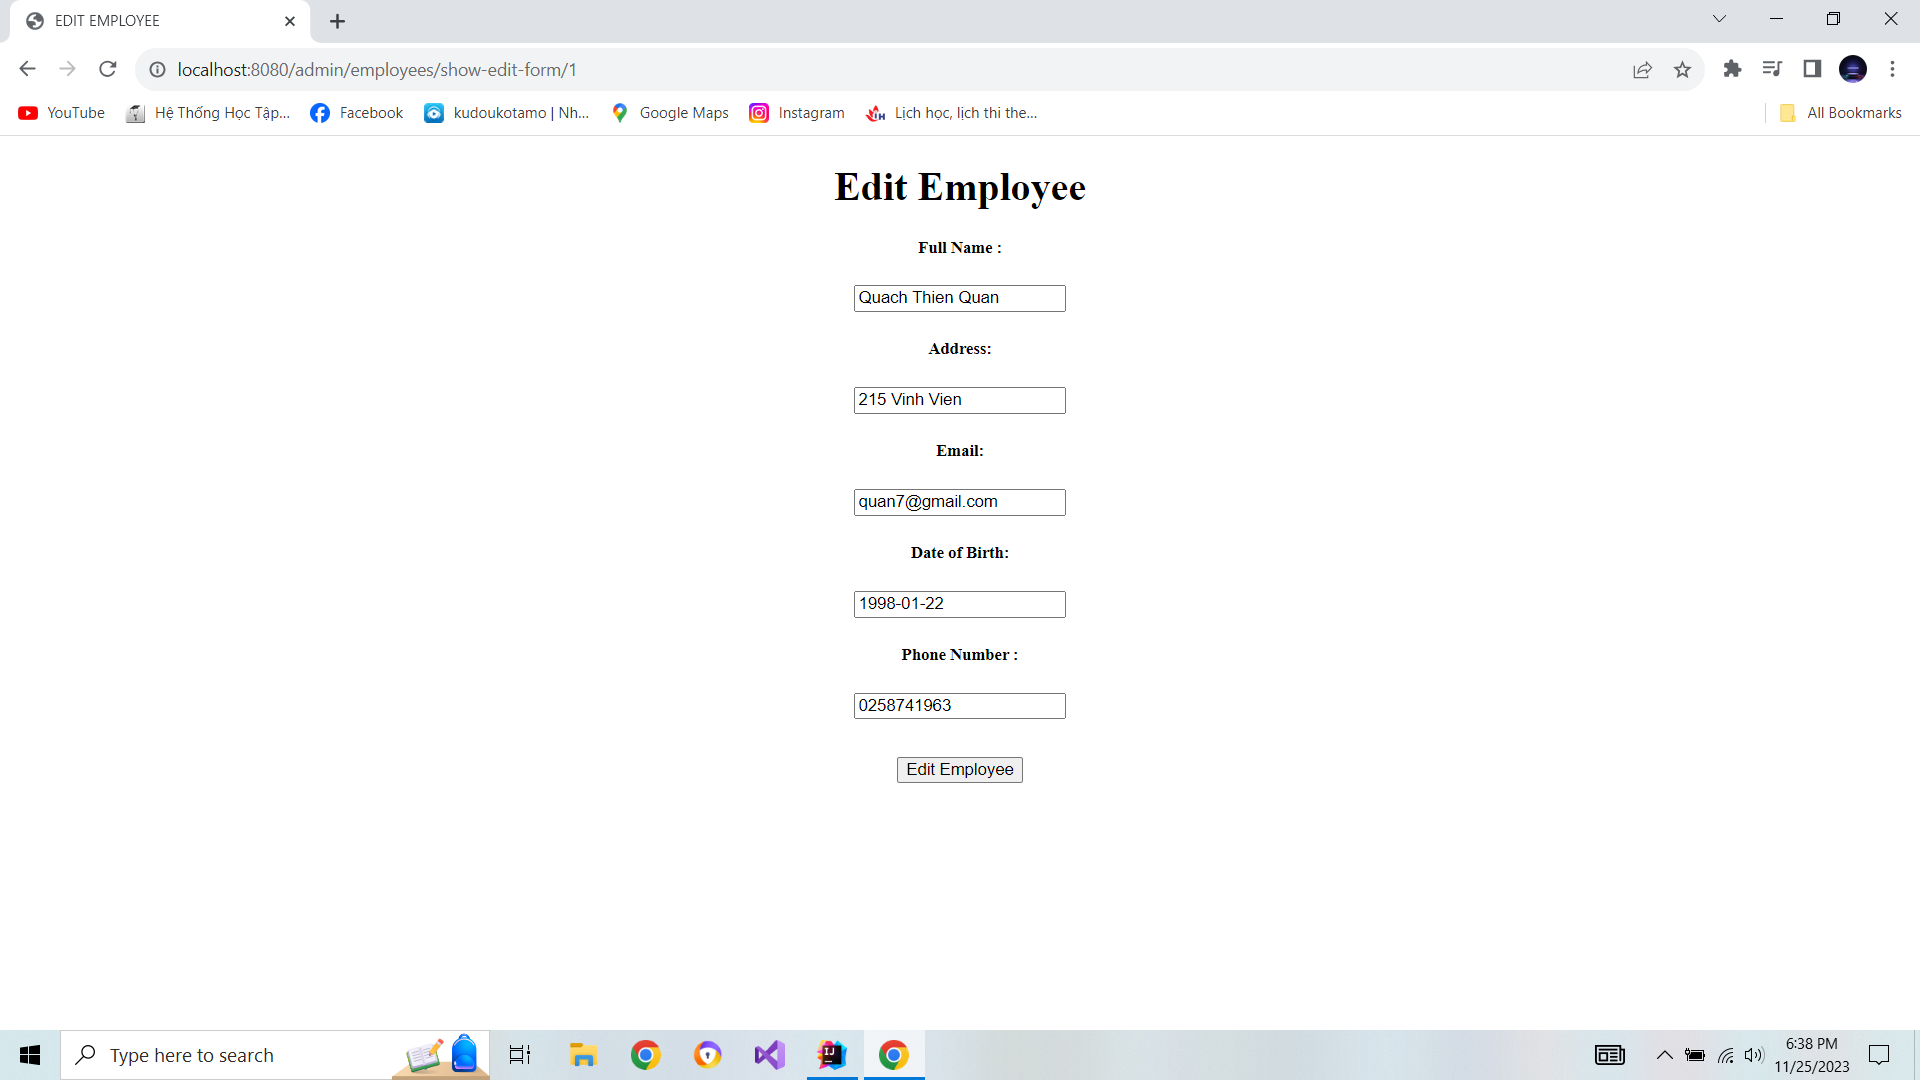 EDIT EMPLOYEE
localhost:8080/admin/employees/show-edit-form/1
YouTube
Hệ Thống Học Tập...
Facebook
kudoukotamo | Nh...
Google Maps
Instagram
Lịch học, lịch thi the...
All Bookmarks
Edit Employee
Full Name :
Quach Thien Quan
Address:
215 Vinh Vien
Email:
quan7@gmail.com
Date of Birth:
1998-01-22
Phone Number :
0258741963
Edit Employee
Type here to search
6:38 PM
11/25/2023